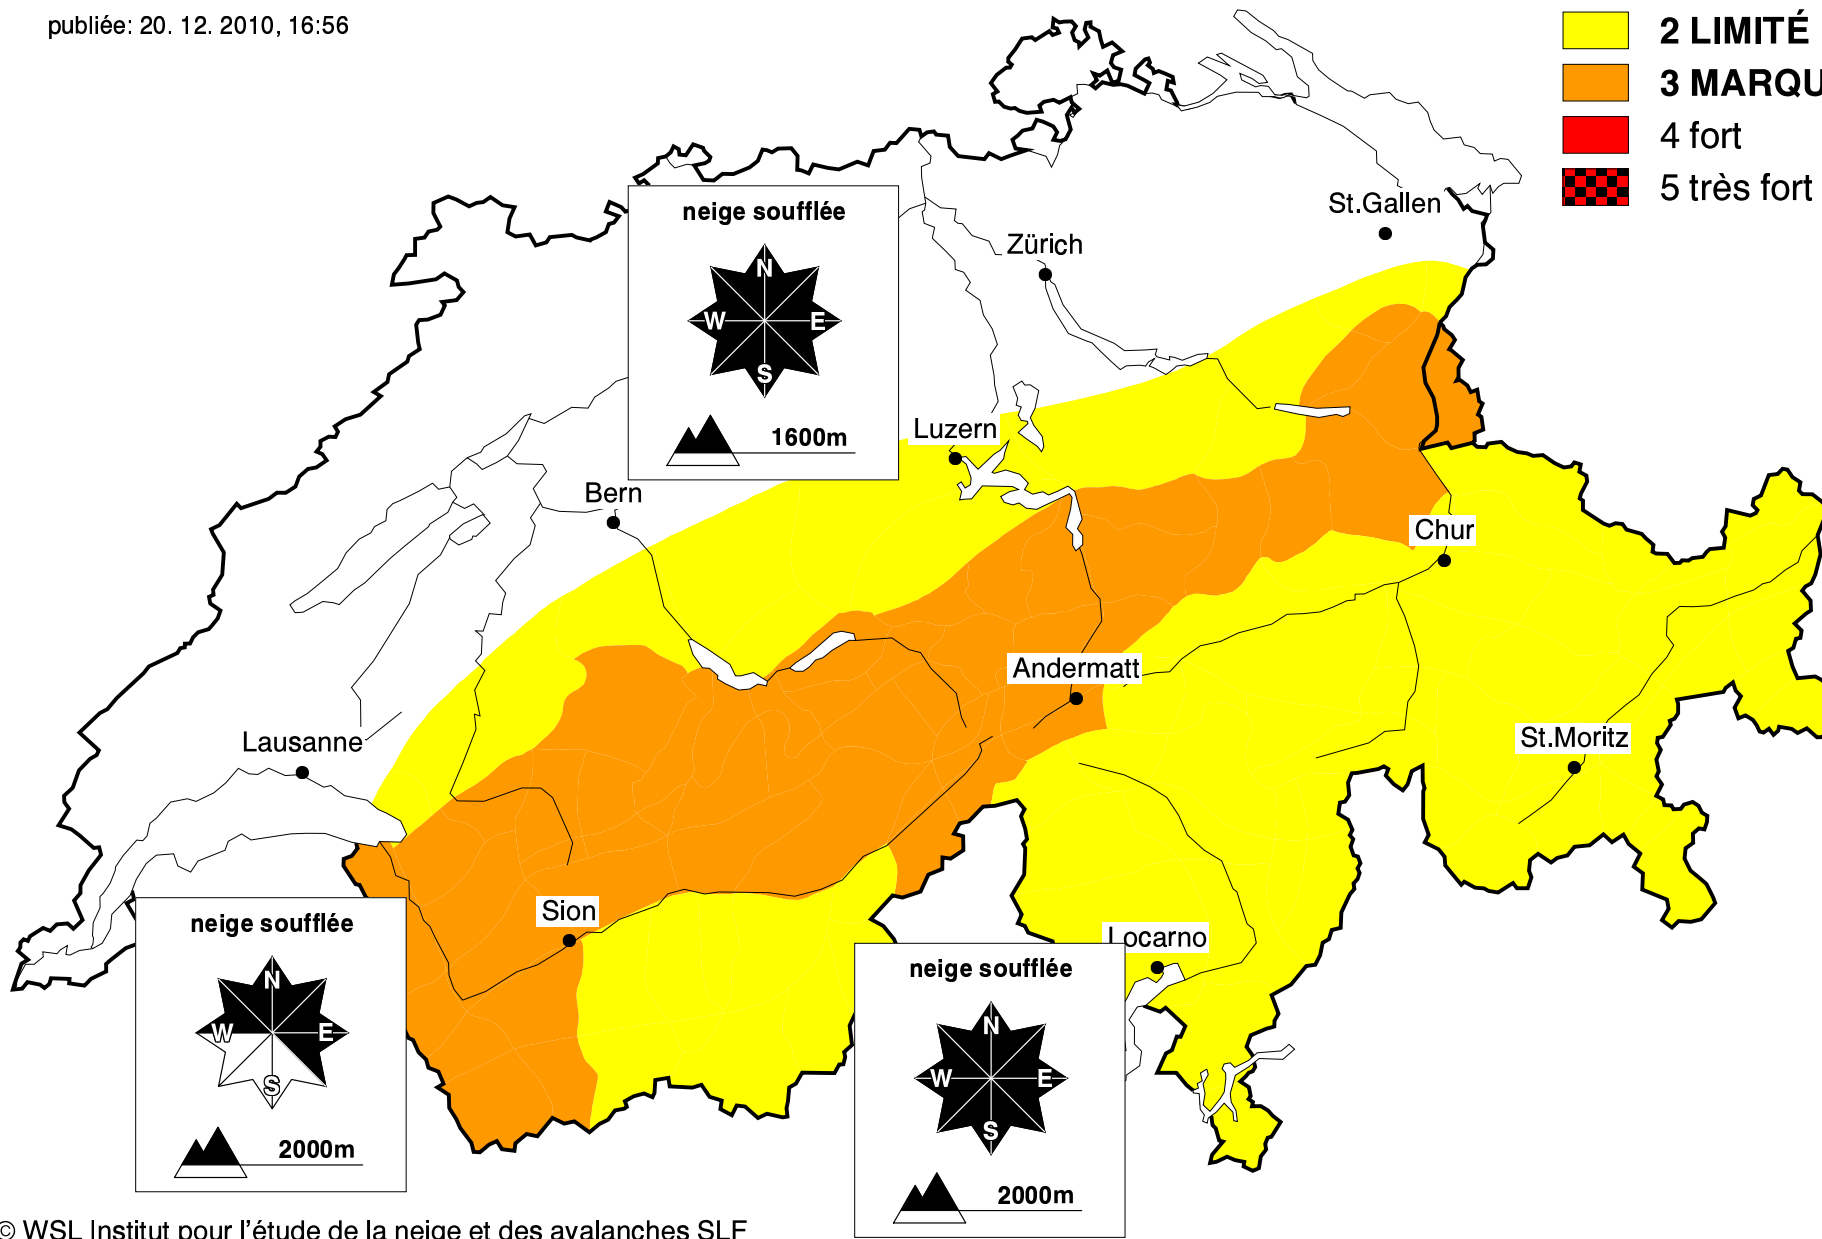 publiée: 20. 12. 2010, 16:56
2 LIMITÉ
3 MARQU
4 fort
5 très fort
St.Gallen
Zürich
neige soufflée
N
W E
S
1600m
Luzern
Bern
Chur
Andermatt
St.Moritz
Lausanne
Sion
Locarno
neige soufflée
N
W E
S
2000m
neige soufflée
N
W E
S
2000m
© WSL Institut pour l'étude de la neige et des avalanches SLF